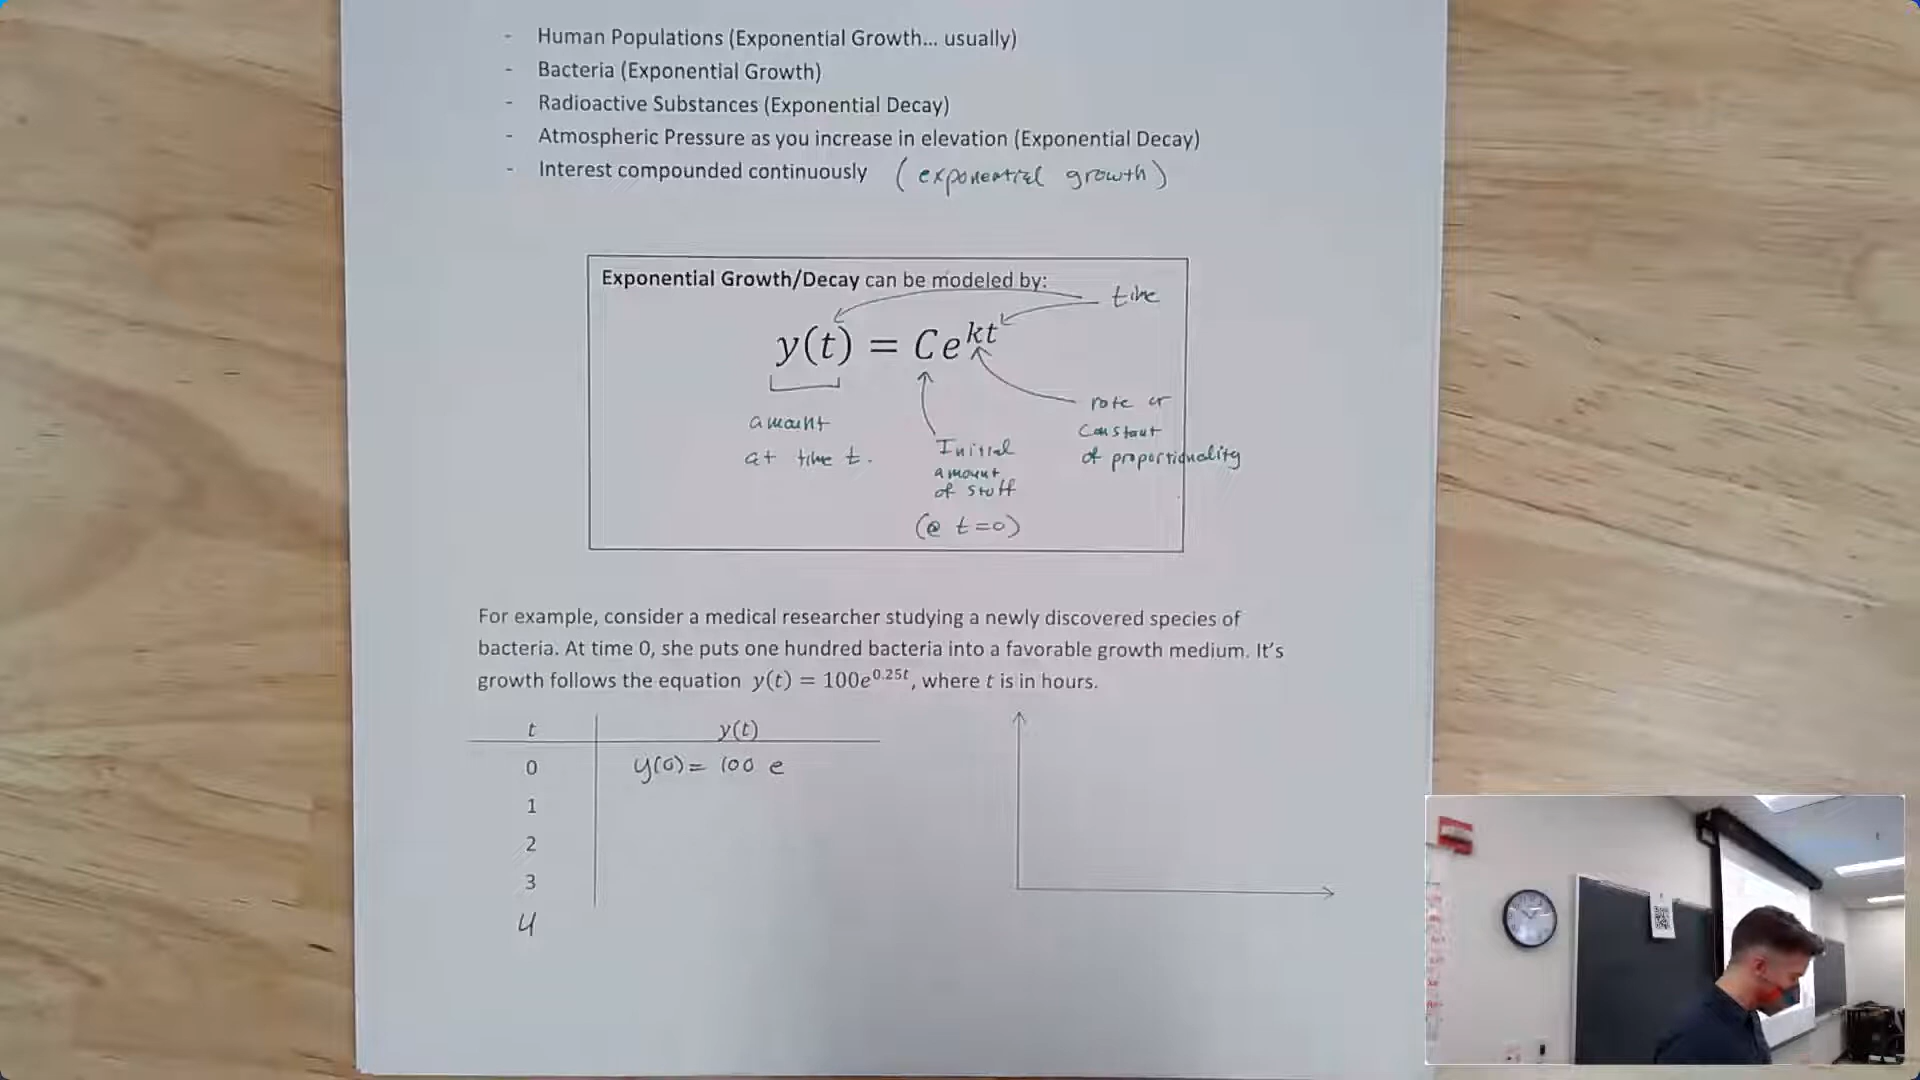 - Human Populations (Exponential Growth... usually)
- Bacteria (Exponential Growth)
- Radioactive Substances (Exponential Decay)
- Atmospheric Pressure as you increase in elevation (Exponential Decay)
- Interest compounded continuously (exponential growth)
Exponential Growth/Decay can be modeled by:
time
y(t) = Ce^{kt}
rate or
constant
of proportionality
amount
at time t.
Initial
amount
of stuff
(@ t=0)
For example, consider a medical researcher studying a newly discovered species of
bacteria. At time 0, she puts one hundred bacteria into a favorable growth medium. It's
growth follows the equation y(t) = 100e^{0.25t}, where t is in hours.
t y(t)
0 y(0)= 100 e
1
2
3
4